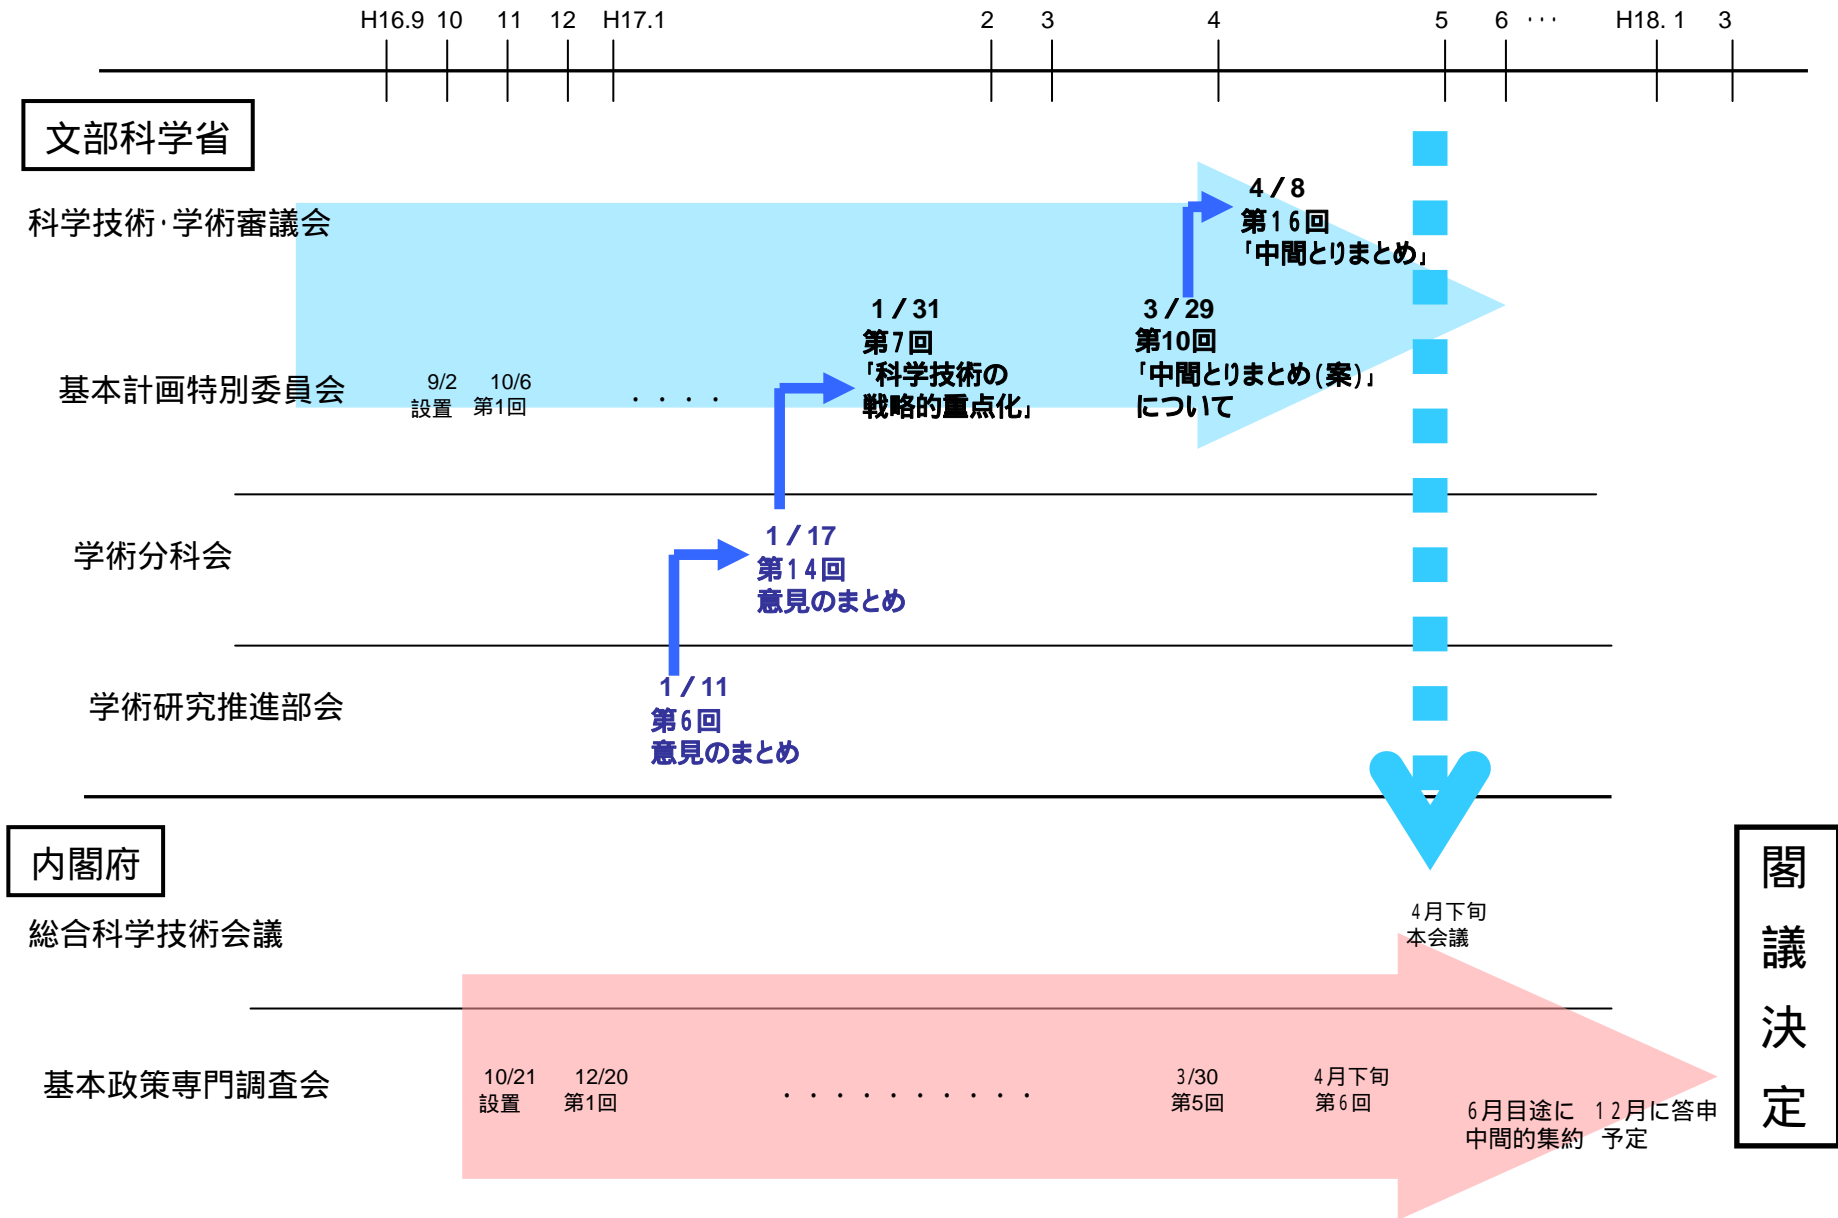 H16.9 10 11 12 H17.1 2 3 4 5 6 ･･･ H18. 1 3
文部科学省
科学技術･学術審議会
4／8
第16回
｢中間とりまとめ｣
基本計画特別委員会
9/2
設置
10/6
第1回
．．．．
1／31
第7回
｢科学技術の
戦略的重点化｣
3／29
第10回
｢中間とりまとめ(案)｣
について
学術分科会
1／17
第14回
意見のまとめ
学術研究推進部会
1／11
第6回
意見のまとめ
内閣府
総合科学技術会議
4月下旬
本会議
基本政策専門調査会
10/21
設置
12/20
第1回
．．．．．．．．．．
3/30
第5回
4月下旬
第6回
6月目途に
中間的集約
12月に答申
予定
閣議決定